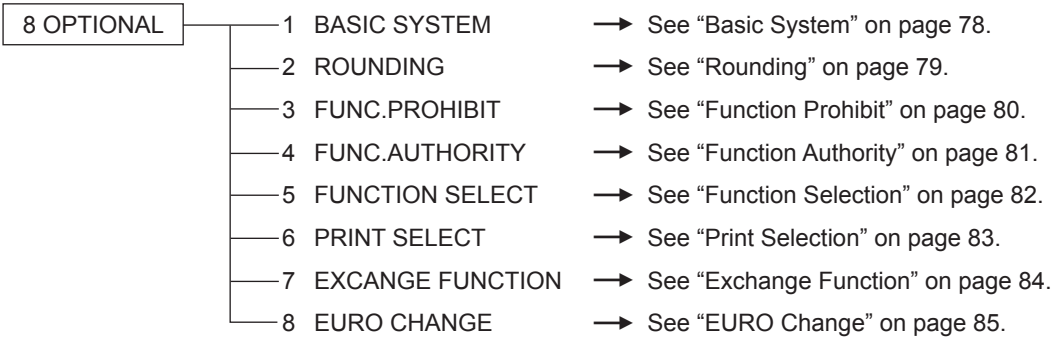 8 OPTIONAL 1 BASIC SYSTEM See “Basic System” on page 78.
2 ROUNDING See “Rounding” on page 79.
3 FUNC.PROHIBIT See “Function Prohibit” on page 80.
4 FUNC.AUTHORITY See “Function Authority” on page 81.
5 FUNCTION SELECT See “Function Selection” on page 82.
6 PRINT SELECT See “Print Selection” on page 83.
7 EXCANGE FUNCTION See “Exchange Function” on page 84.
8 EURO CHANGE See “EURO Change” on page 85.